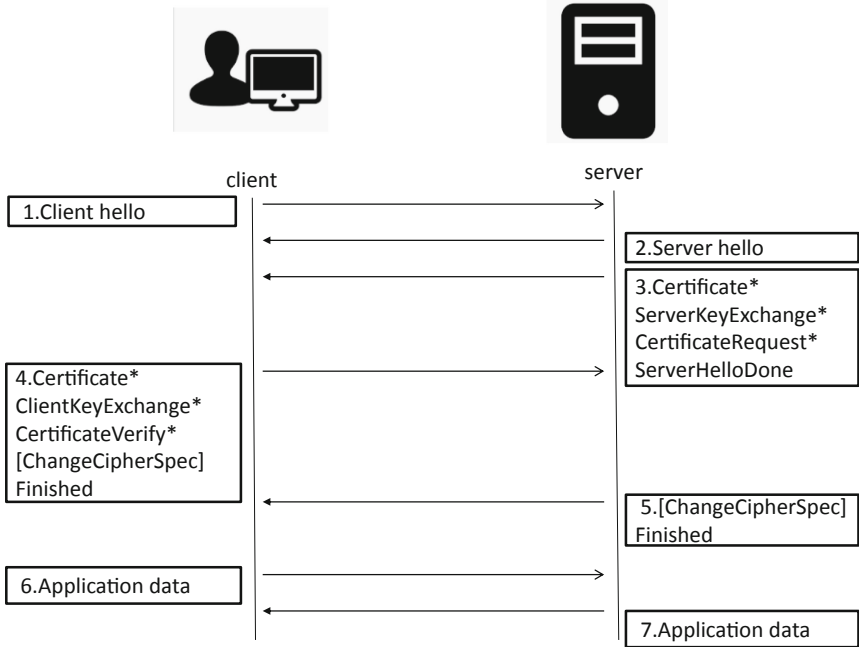 client
server
1.Client hello
2.Server hello
3.Certificate*
ServerKeyExchange*
CertificateRequest*
ServerHelloDone
4.Certificate*
ClientKeyExchange*
CertificateVerify*
[ChangeCipherSpec]
Finished
5.[ChangeCipherSpec]
Finished
6.Application data
7.Application data